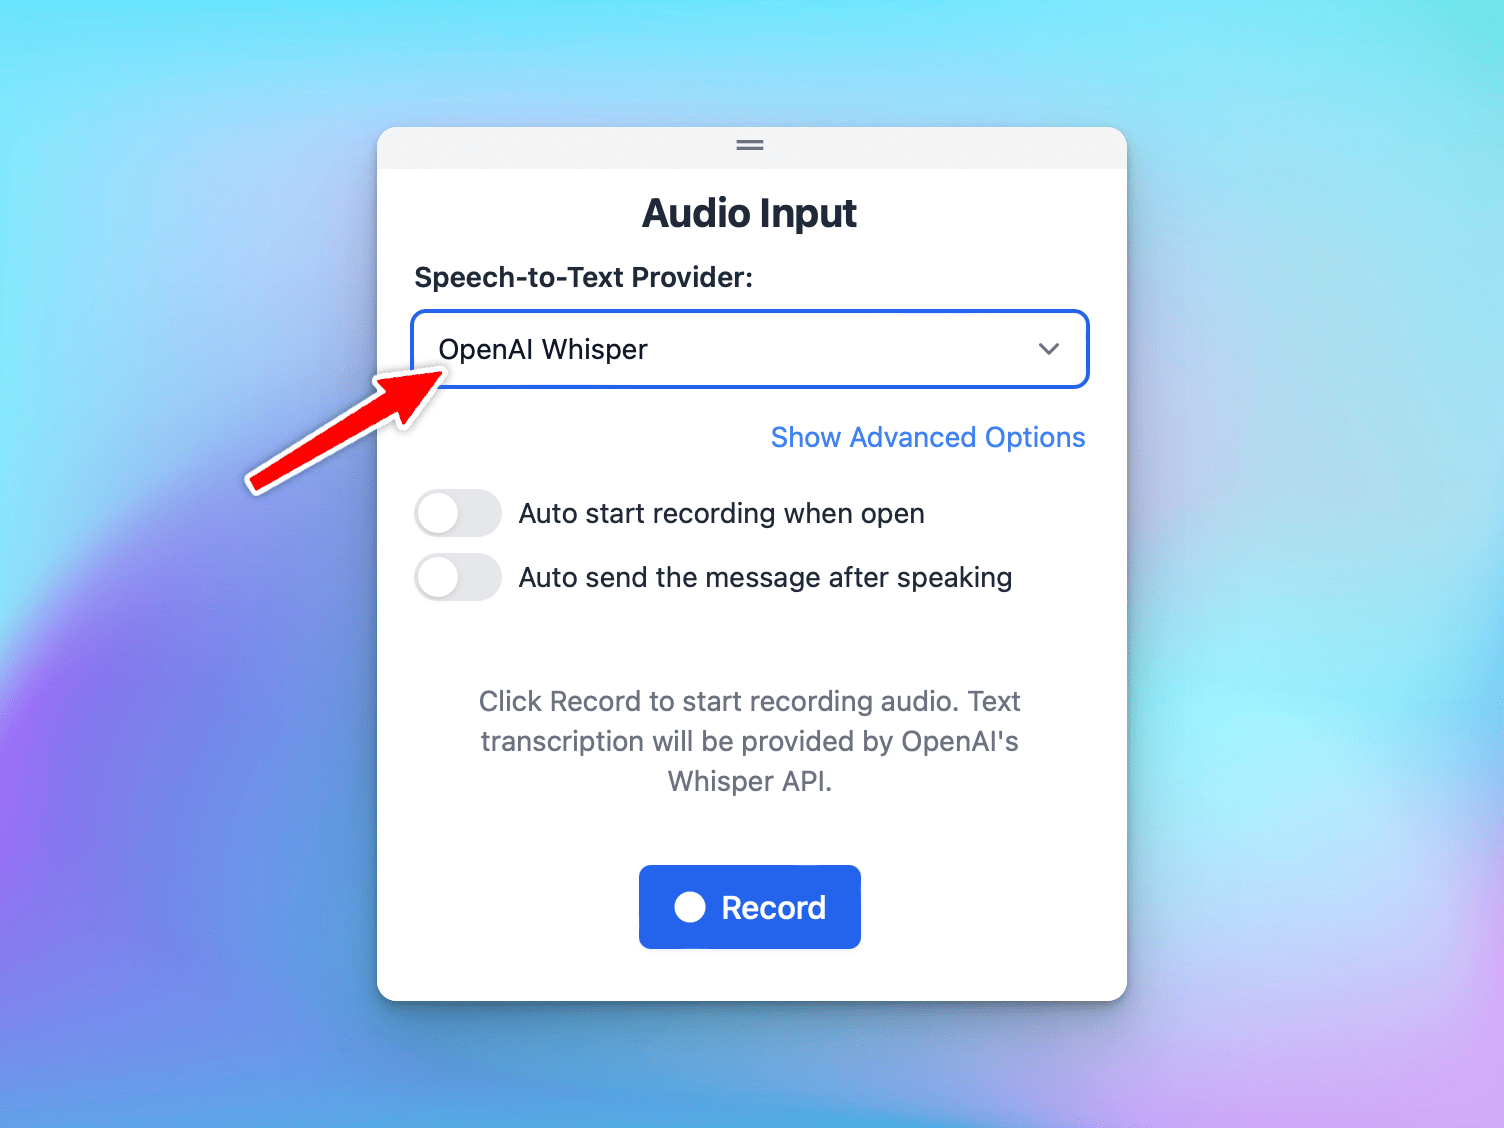 Audio Input
Speech-to-Text Provider:
OpenAI Whisper
Show Advanced Options
Auto start recording when open
Auto send the message after speaking
Click Record to start recording audio. Text
transcription will be provided by OpenAI's
Whisper API.
Record